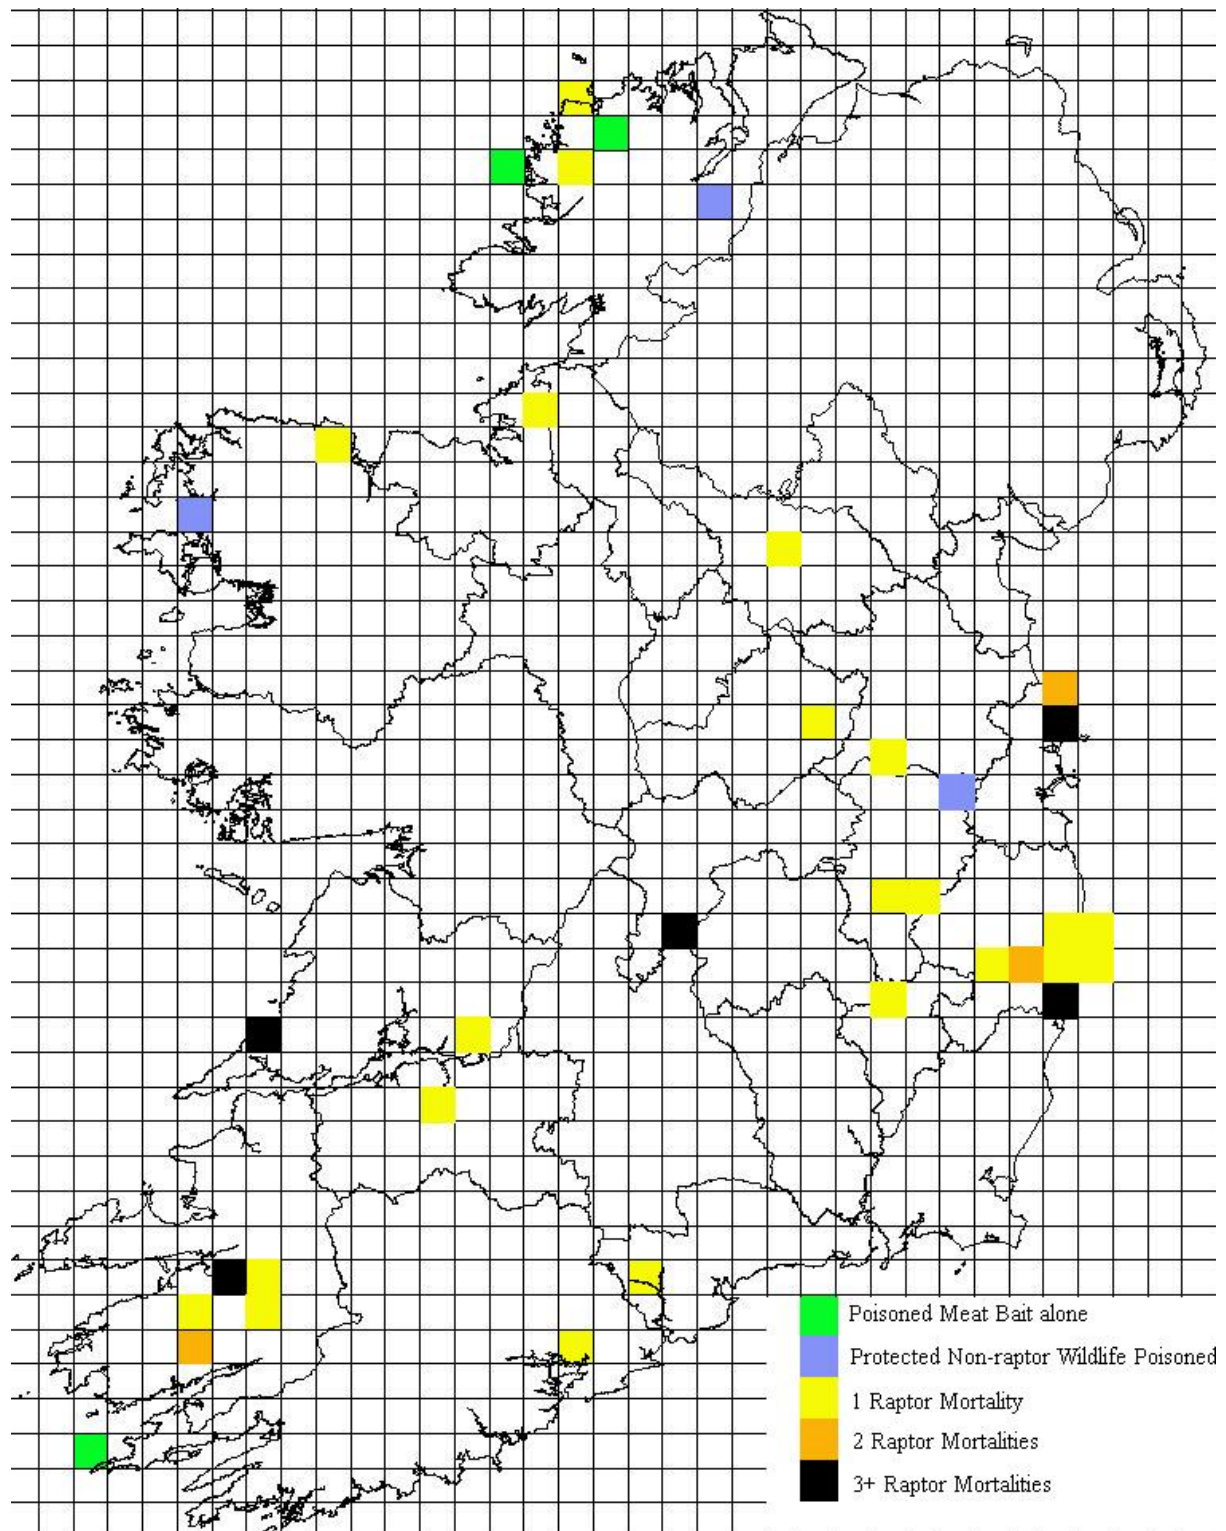 Poisoned Meat Bait alone
Protected Non-raptor Wildlife Poisoned
1 Raptor Mortality
2 Raptor Mortalities
3+ Raptor Mortalities